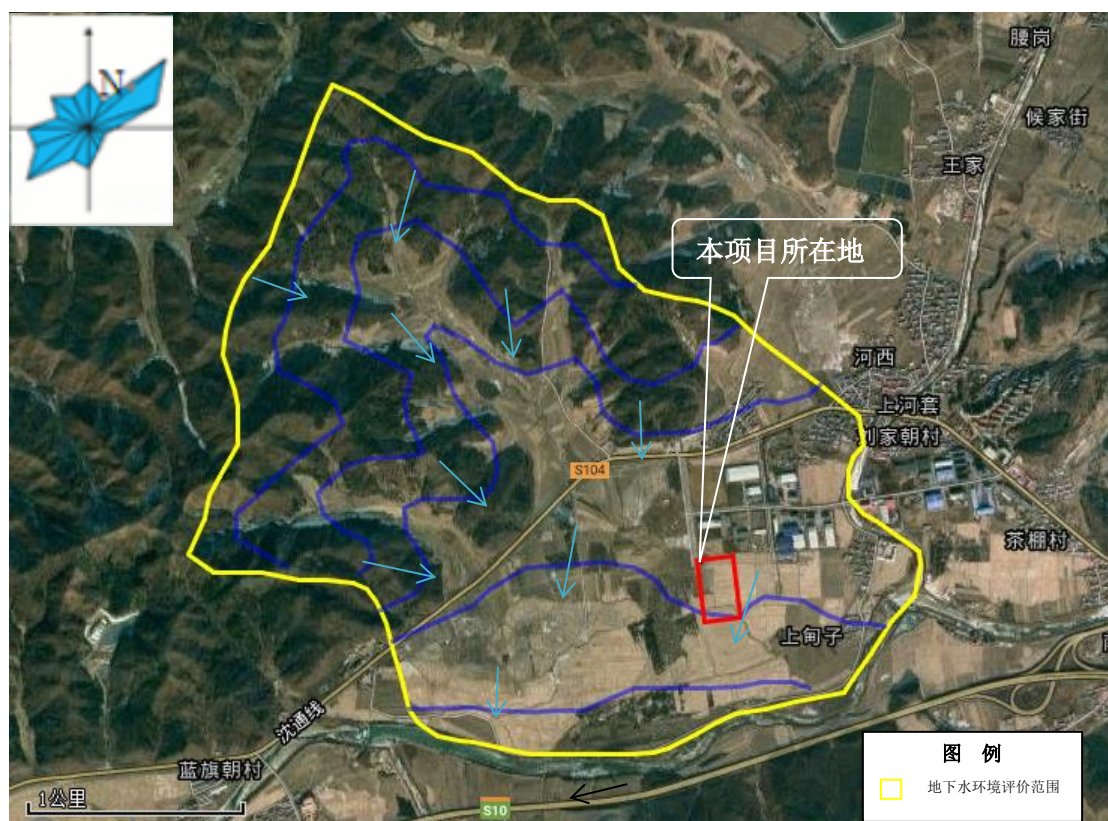 N
腰岗
候家街
王家
本项目所在地
河西
上河套
刘家朝村
S104
茶棚村
上甸子
沈通线
蓝旗朝村
1公里
S10
图 例
地下水环境评价范围